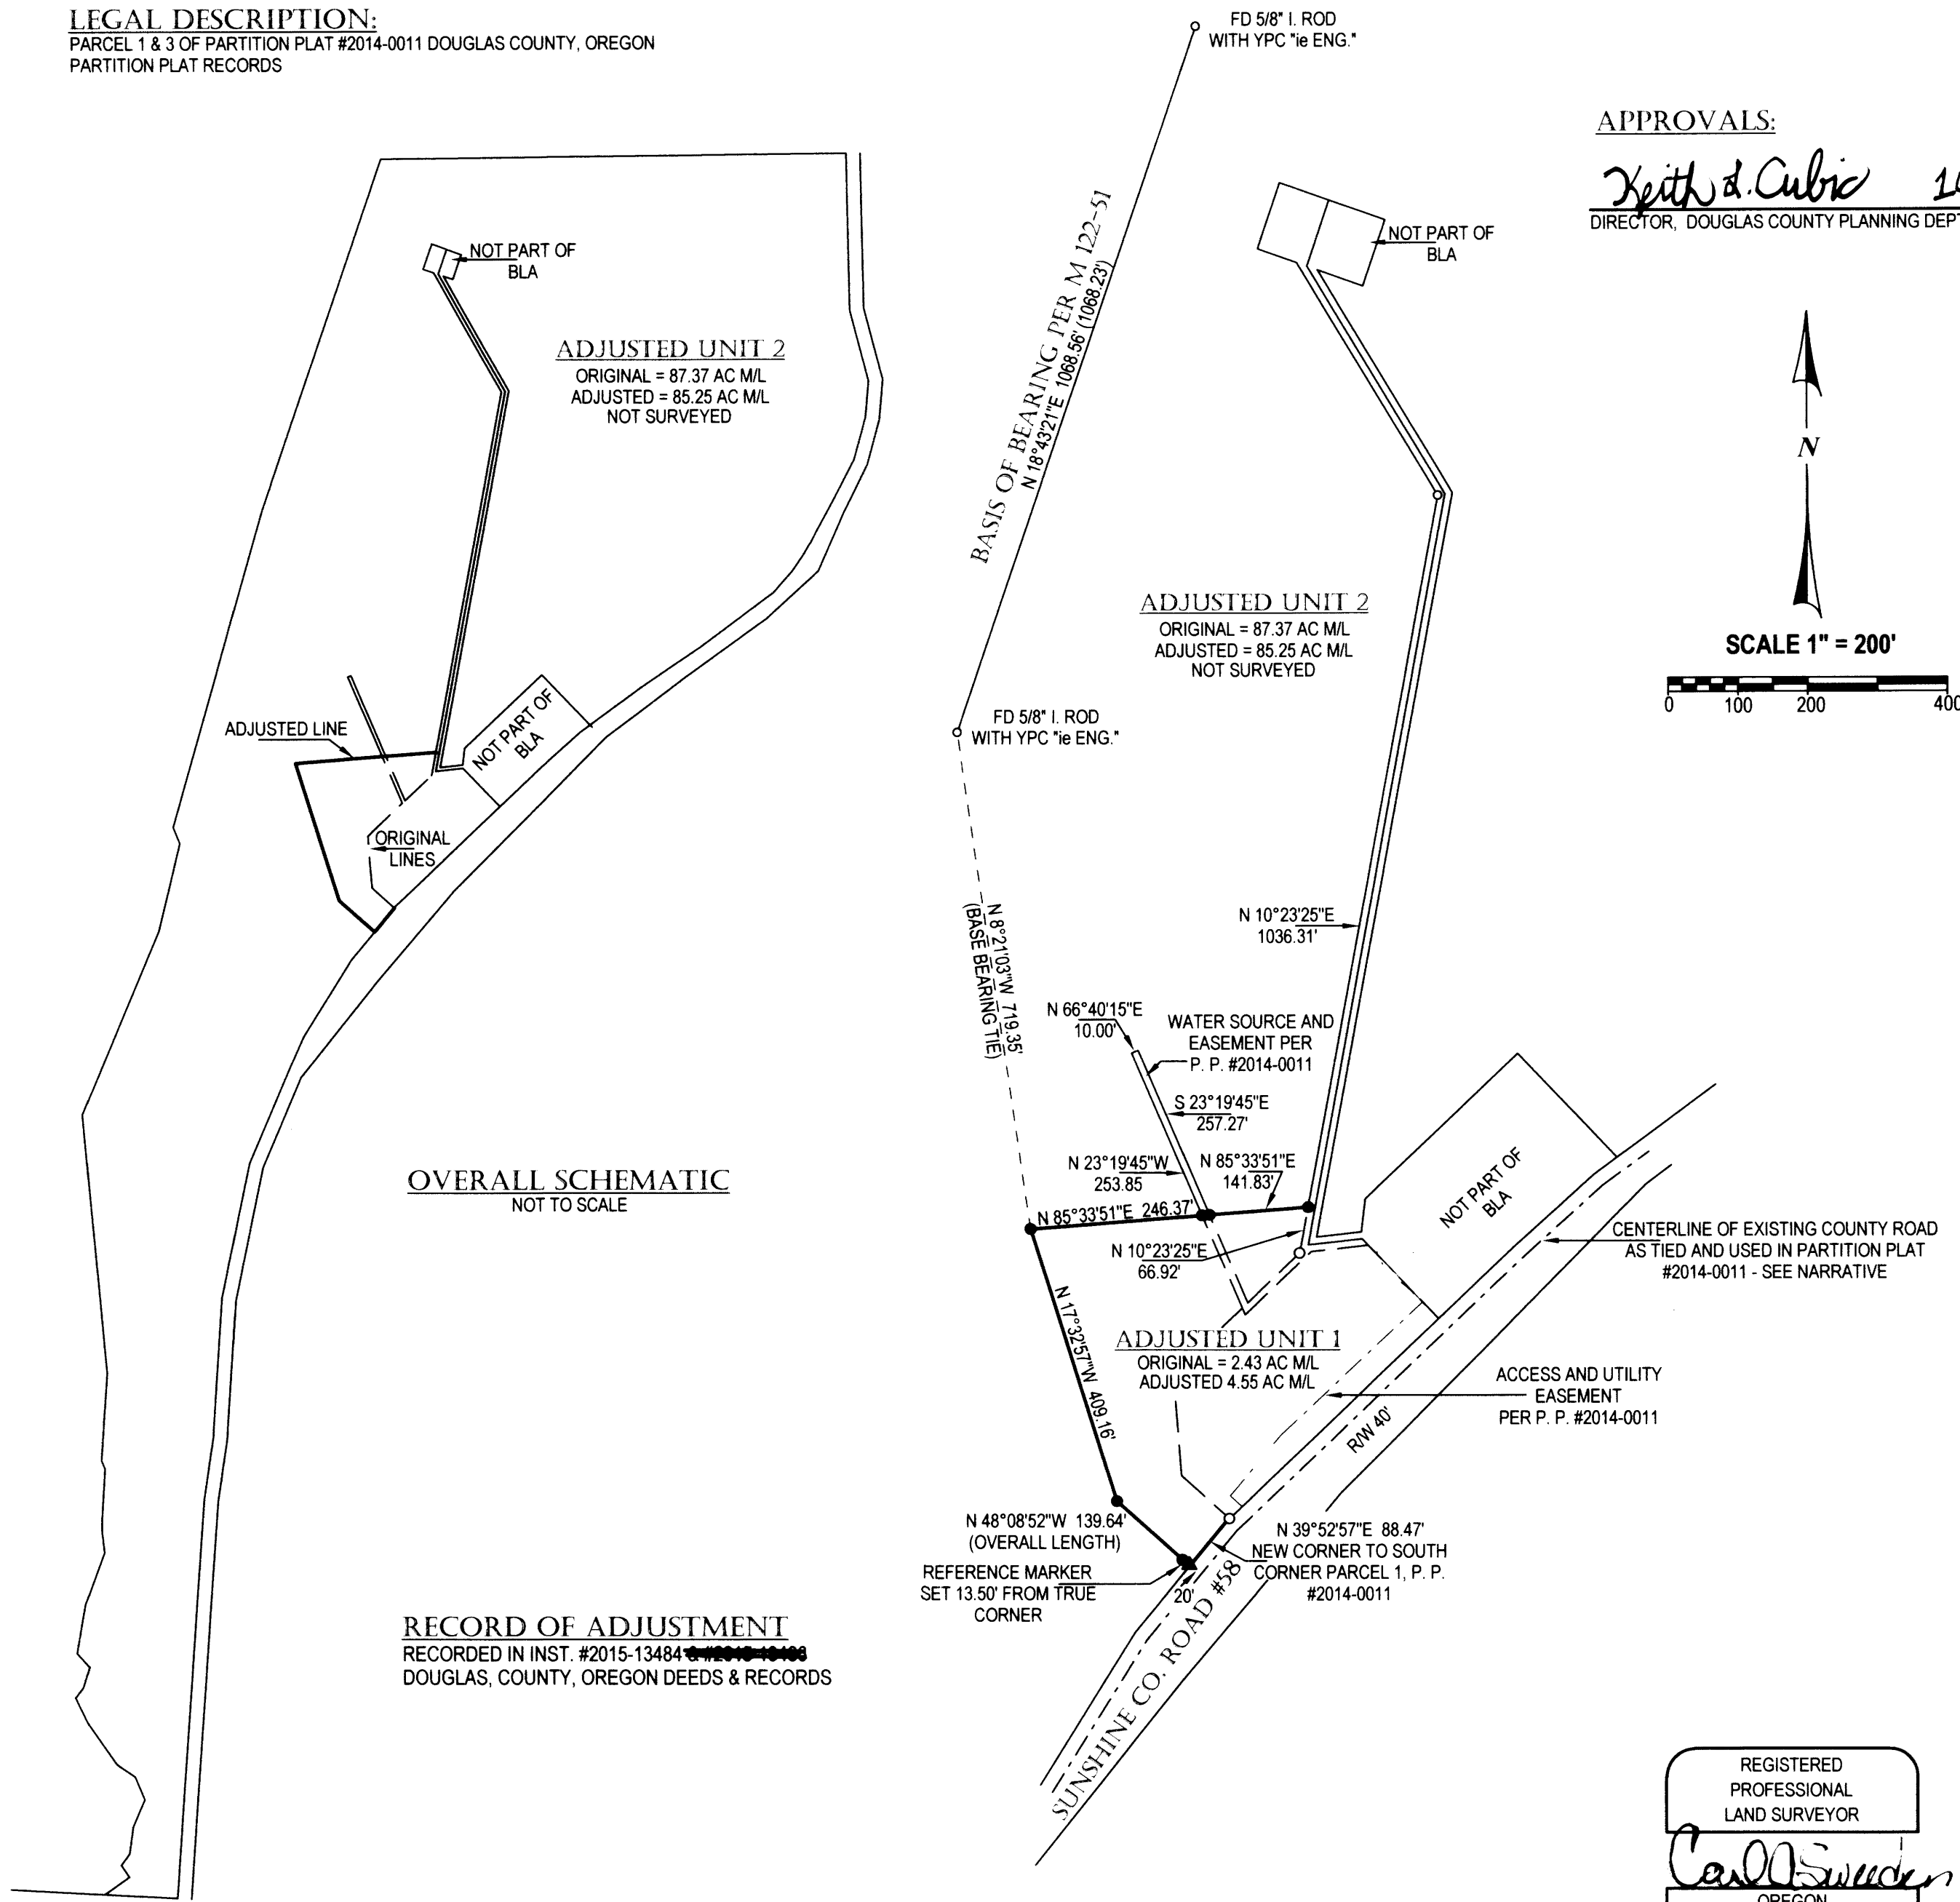 LEGAL DESCRIPTION:
PARCEL 1 & 3 OF PARTITION PLAT #2014-0011 DOUGLAS COUNTY, OREGON
PARTITION PLAT RECORDS
FD 5/8" I. ROD
WITH YPC "ie ENG."
APPROVALS:
Keith L. Cubic
DIRECTOR, DOUGLAS COUNTY PLANNING DEPT
NOT PART OF
BLA
ADJUSTED UNIT 2
ORIGINAL = 87.37 AC M/L
ADJUSTED = 85.25 AC M/L
NOT SURVEYED
BASIS OF BEARING PER M 122-51
N 18°43'21"E 1068.56' (1068.23')
NOT PART OF
BLA
N
SCALE 1" = 200'
0 100 200 400
ADJUSTED UNIT 2
ORIGINAL = 87.37 AC M/L
ADJUSTED = 85.25 AC M/L
NOT SURVEYED
FD 5/8" I. ROD
WITH YPC "ie ENG."
ADJUSTED LINE
NOT PART OF
BLA
ORIGINAL
LINES
N 8°21'03"W 719.35'
(BASE BEARING TIE)
N 10°23'25"E
1036.31'
N 66°40'15"E
10.00'
WATER SOURCE AND
EASEMENT PER
P. P. #2014-0011
S 23°19'45"E
257.27'
N 23°19'45"W
253.85
N 85°33'51"E
141.83'
N 85°33'51"E 246.37'
N 10°23'25"E
66.92'
NOT PART OF
BLA
CENTERLINE OF EXISTING COUNTY ROAD
AS TIED AND USED IN PARTITION PLAT
#2014-0011 - SEE NARRATIVE
OVERALL SCHEMATIC
NOT TO SCALE
N 17°32'57"W 409.16'
ADJUSTED UNIT 1
ORIGINAL = 2.43 AC M/L
ADJUSTED 4.55 AC M/L
ACCESS AND UTILITY
EASEMENT
PER P. P. #2014-0011
R/W 40'
N 48°08'52"W 139.64'
(OVERALL LENGTH)
REFERENCE MARKER
SET 13.50' FROM TRUE
CORNER
20'
N 39°52'57"E 88.47'
NEW CORNER TO SOUTH
CORNER PARCEL 1, P. P.
#2014-0011
SUNSHINE CO. ROAD #58
RECORD OF ADJUSTMENT
RECORDED IN INST. #2015-13484
DOUGLAS, COUNTY, OREGON DEEDS & RECORDS
REGISTERED
PROFESSIONAL
LAND SURVEYOR
OREGON